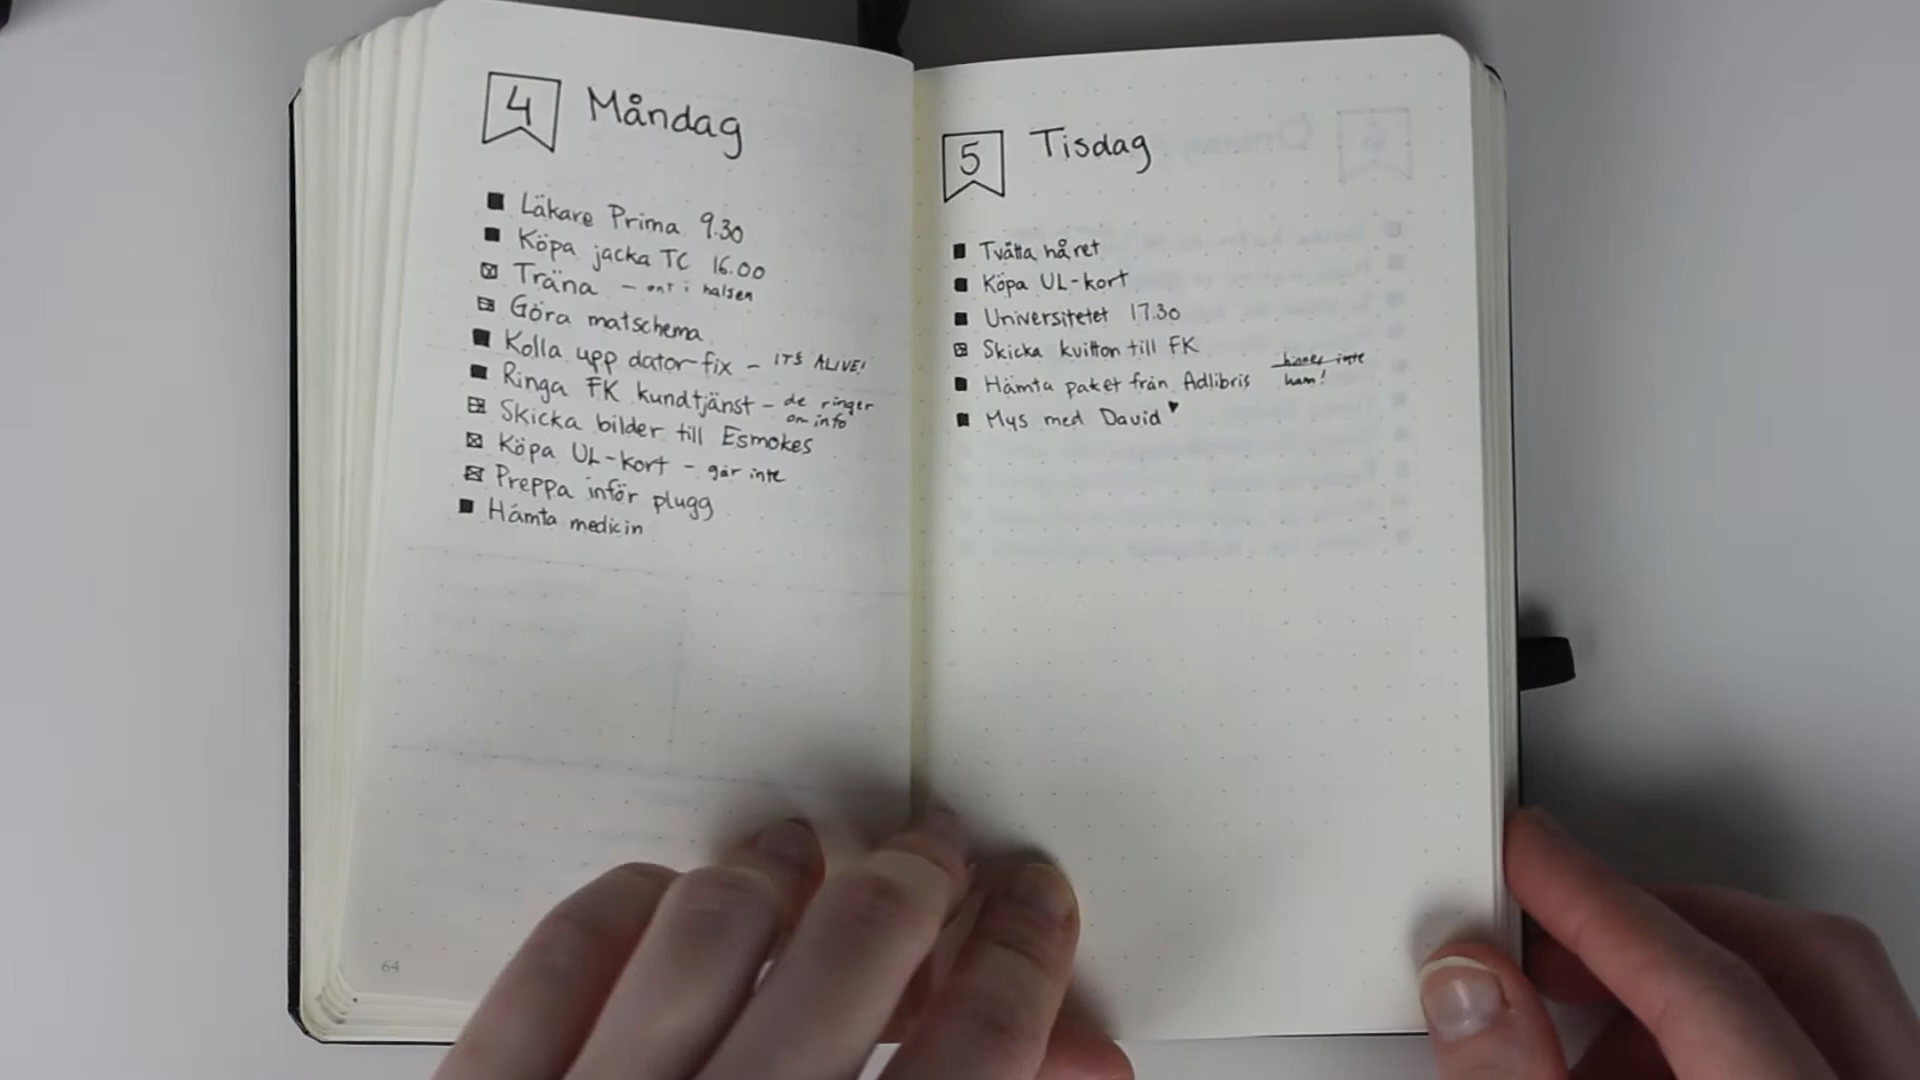 4 Måndag
Läkare Prima 9.30
Köpa jacka TC 16.00
Träna - ont i halsen
Göra matschema
Kolla upp dator-fix - IT'S ALIVE!
Ringa FK kundtjänst - de ringer
om info
Skicka bilder till Esmokes
Köpa UL-kort - går inte
Preppa inför plugg
Hämta medicin
64
5 Tisdag
Tvätta håret
Köpa UL-kort
Universitetet 17.30
Skicka kvitton till FK
hinner inte
Hämta paket från Adlibris
hann!
Mys med David ♥